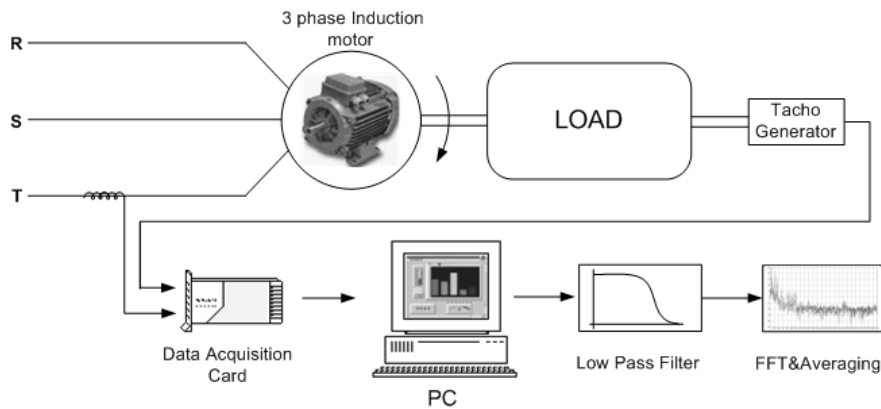 3 phase Induction
motor
R
S
T
LOAD
Tacho
Generator
Data Acquisition
Card
PC
Low Pass Filter
FFT&Averaging